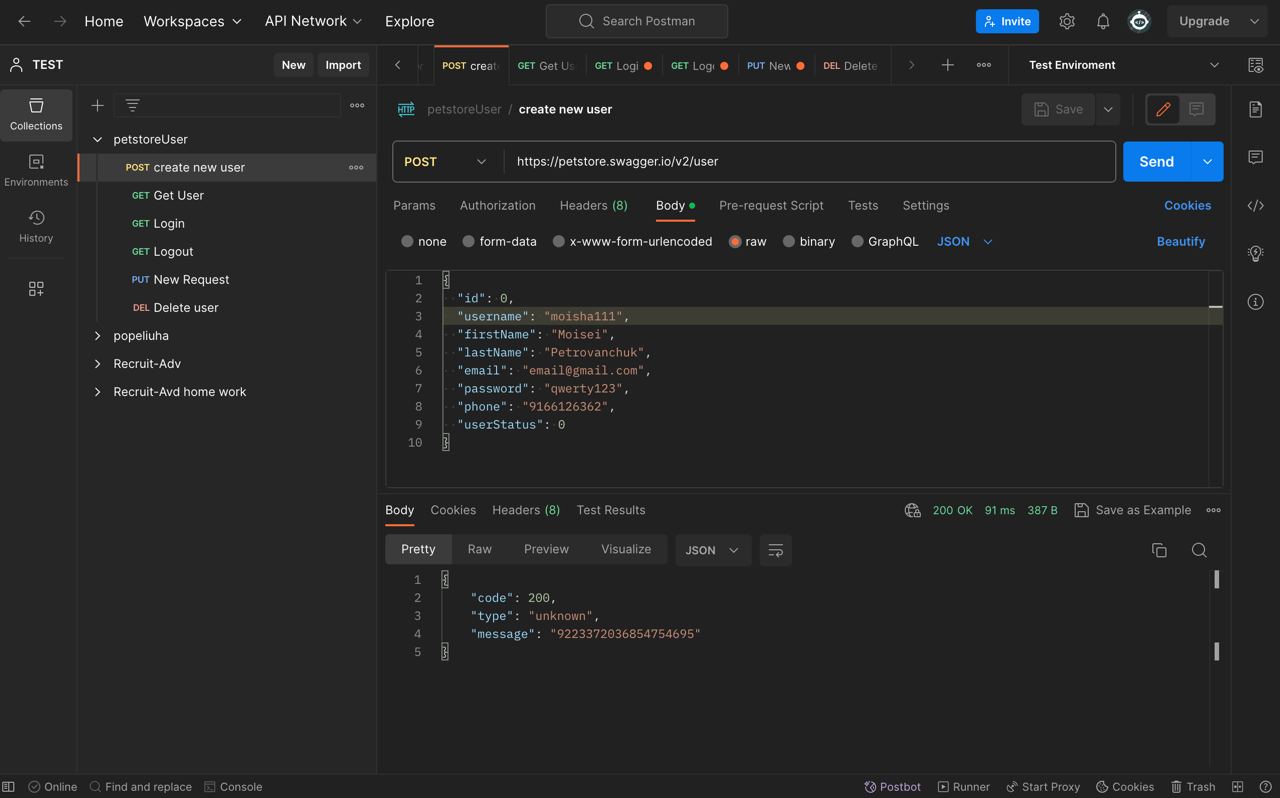 Home Workspaces API Network Explore Search Postman Invite Upgrade
TEST New Import
POST creat GET Get Us GET Logi GET Logo PUT New DEL Delete Test Enviroment
Collections
Environments
History
petstoreUser
POST create new user
GET Get User
GET Login
GET Logout
PUT New Request
DEL Delete user
popeliuha
Recruit-Adv
Recruit-Avd home work
HTTP petstoreUser / create new user Save
POST https://petstore.swagger.io/v2/user Send
Params Authorization Headers (8) Body Pre-request Script Tests Settings Cookies
none form-data x-www-form-urlencoded raw binary GraphQL JSON Beautify
1 {
2 "id": 0,
3 "username": "moisha111",
4 "firstName": "Moisei",
5 "lastName": "Petrovanchuk",
6 "email": "email@gmail.com",
7 "password": "qwerty123",
8 "phone": "9166126362",
9 "userStatus": 0
10 }
Body Cookies Headers (8) Test Results 200 OK 91 ms 387 B Save as Example
Pretty Raw Preview Visualize JSON
1 {
2 "code": 200,
3 "type": "unknown",
4 "message": "9223372036854754695"
5 }
Online Find and replace Console Postbot Runner Start Proxy Cookies Trash